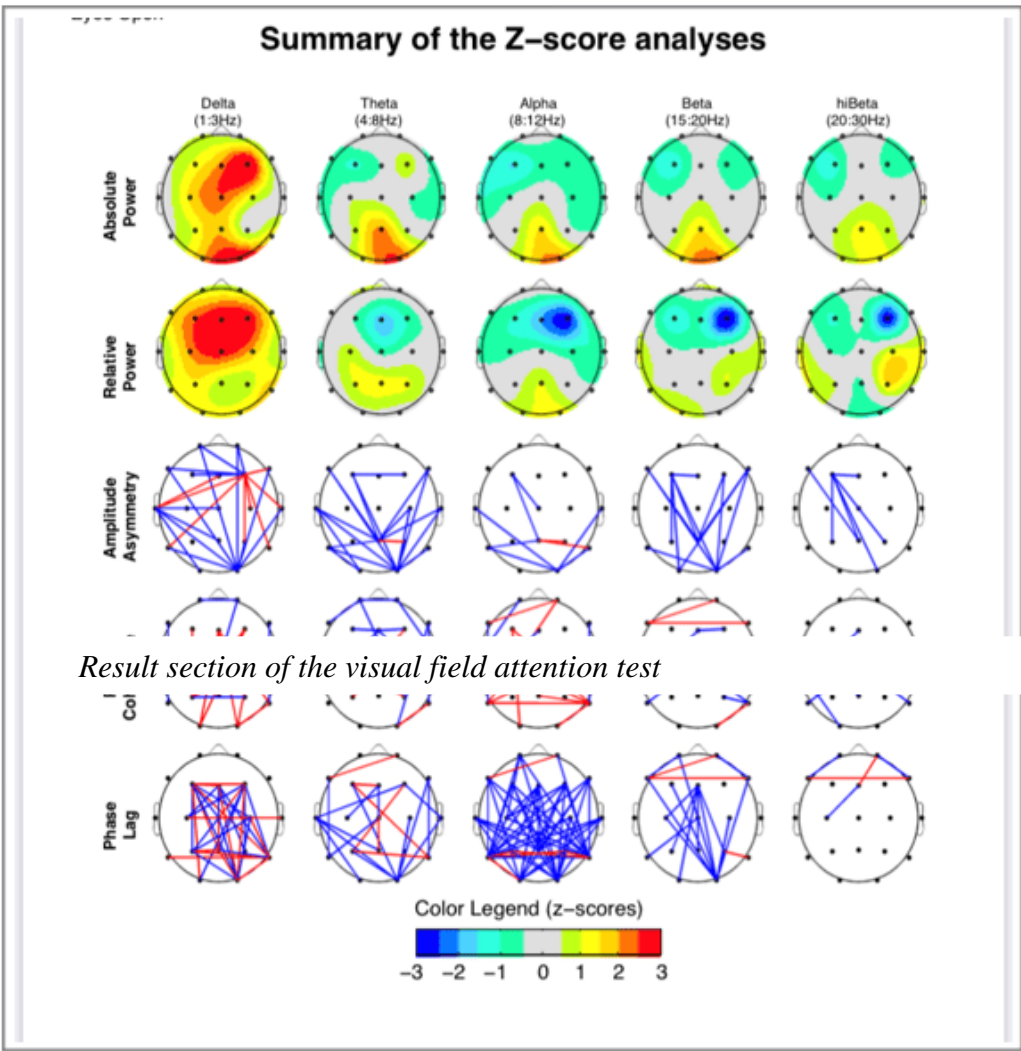 Summary of the Z−score analyses
Delta
(1:3Hz)
Theta
(4:8Hz)
Alpha
(8:12Hz)
Beta
(15:20Hz)
hiBeta
(20:30Hz)
Absolute
Power
Relative
Power
Amplitude
Asymmetry
Result section of the visual field attention test
Phase
Lag
Color Legend (z−scores)
−3 −2 −1 0 1 2 3